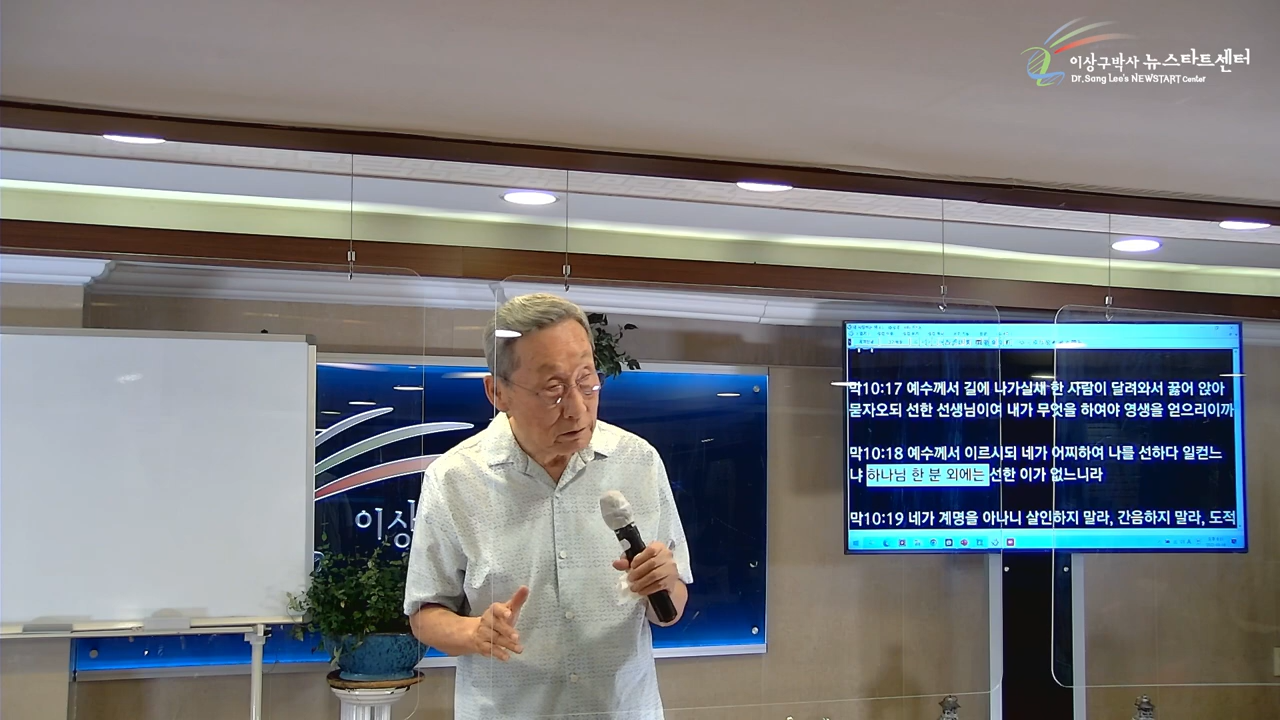 이상구박사 뉴스타트센터
Dr. Sang Lee's NEWSTART Center
막10:17 예수께서 길에 나가실새 한 사람이 달려와서 꿇어 앉아
묻자오되 선한 선생님이여 내가 무엇을 하여야 영생을 얻으리이까
막10:18 예수께서 이르시되 네가 어찌하여 나를 선하다 일컫느
냐 하나님 한 분 외에는 선한 이가 없느니라
막10:19 네가 계명을 아나니 살인하지 말라, 간음하지 말라, 도적
이상